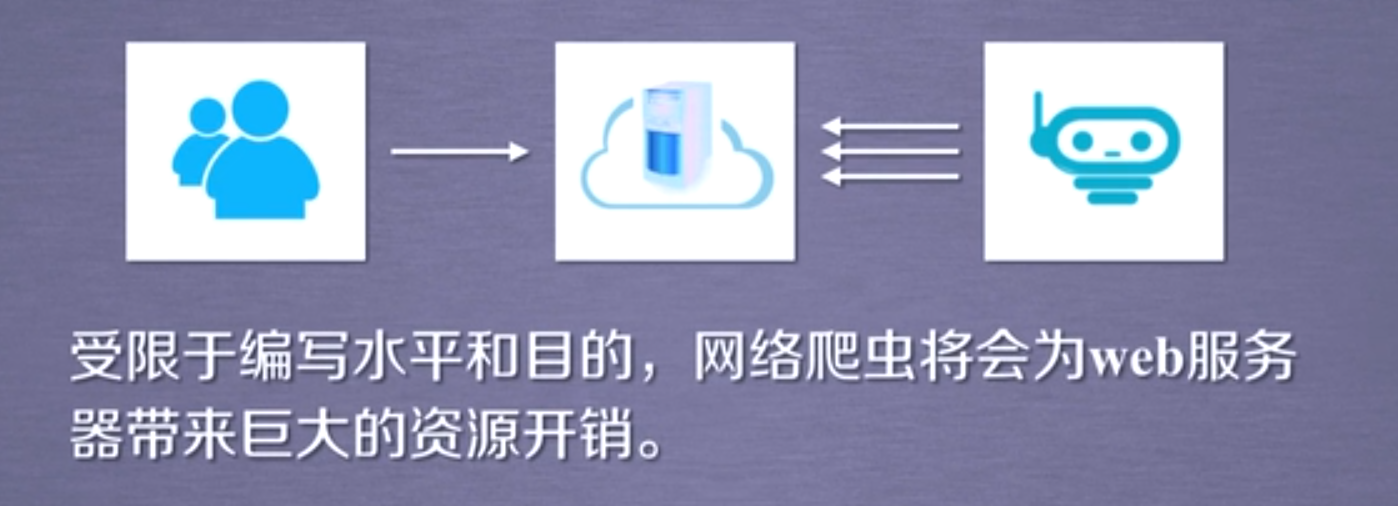 受限于编写水平和目的，网络爬虫将会为web服务
器带来巨大的资源开销。